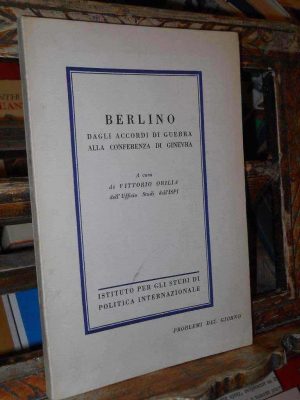 BERLINO
DAGLI ACCORDI DI GUERRA
ALLA CONFERENZA DI GINEVRA
A cura
di VITTORIO ORILIA
dell'Ufficio Studi dell'ISPI
ISTITUTO PER GLI STUDI DI
POLITICA INTERNAZIONALE
PROBLEMI DEL GIORNO